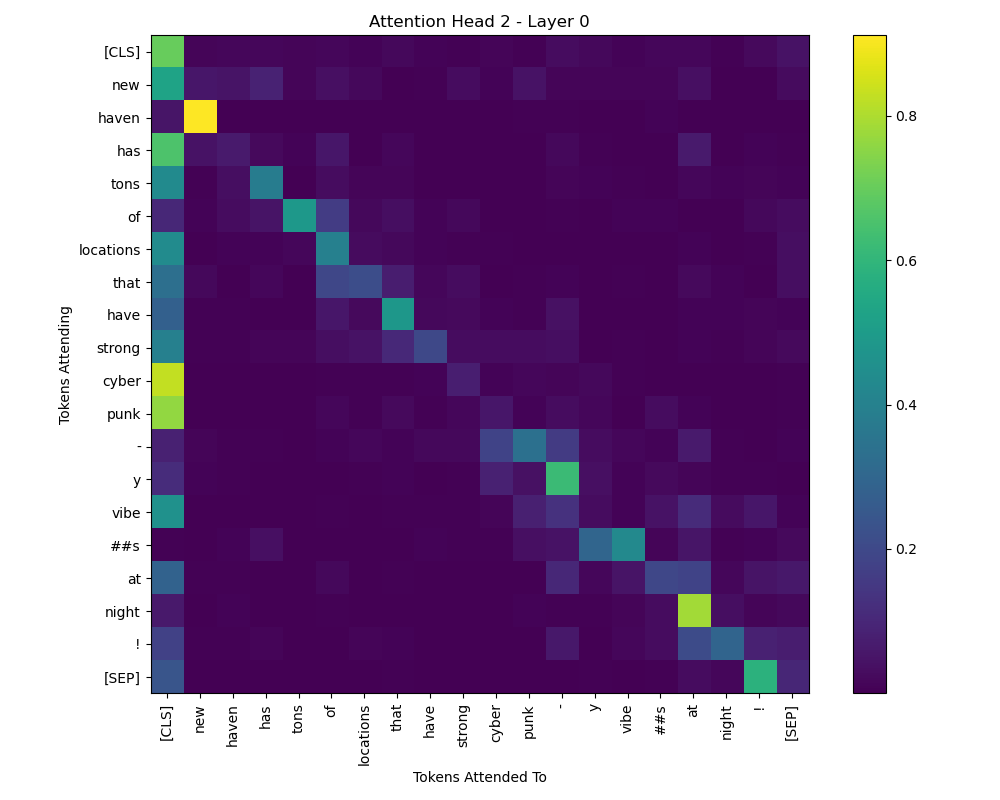 Attention Head 2 - Layer 0
Tokens Attending
[CLS]
new
haven
has
tons
of
locations
that
have
strong
cyber
punk
-
y
vibe
##s
at
night
!
[SEP]
[CLS]
new
haven
has
tons
of
locations
that
have
strong
cyber
punk
-
y
vibe
##s
at
night
!
[SEP]
Tokens Attended To
0.8
0.6
0.4
0.2